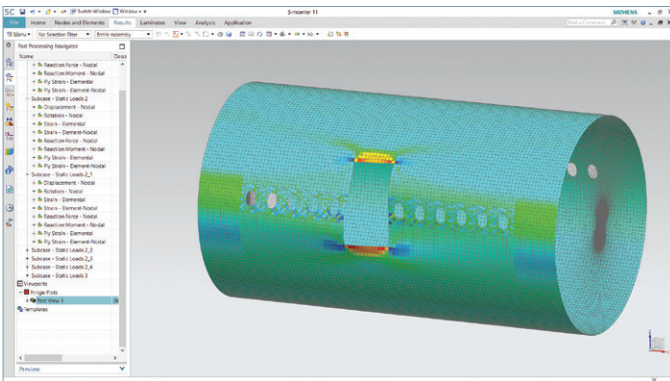 SC Switch Window Window Simcenter 11 SIEMENS
File Home Nodes and Elements Results Laminates View Analysis Application
Menu No Selection Filter Entire Assembly
Post Processing Navigator
Name Descr
Reaction Force - Nodal
Reaction Moment - Nodal
Ply Strain - Elemental
Ply Strain - Element-Nodal
Subcase - Static Loads 2
Displacement - Nodal
Rotation - Nodal
Strain - Elemental
Strain - Element-Nodal
Reaction Force - Nodal
Reaction Moment - Nodal
Ply Strain - Elemental
Ply Strain - Element-Nodal
Subcase - Static Loads 2_1
Displacement - Nodal
Rotation - Nodal
Strain - Elemental
Strain - Element-Nodal
Reaction Force - Nodal
Reaction Moment - Nodal
Ply Strain - Elemental
Ply Strain - Element-Nodal
Subcase - Static Loads 2_2
Subcase - Static Loads 2_3
Subcase - Static Loads 2_4
Subcase - Static Loads 3
Viewports
Fringe Plots
Post View 3
Templates
Preview